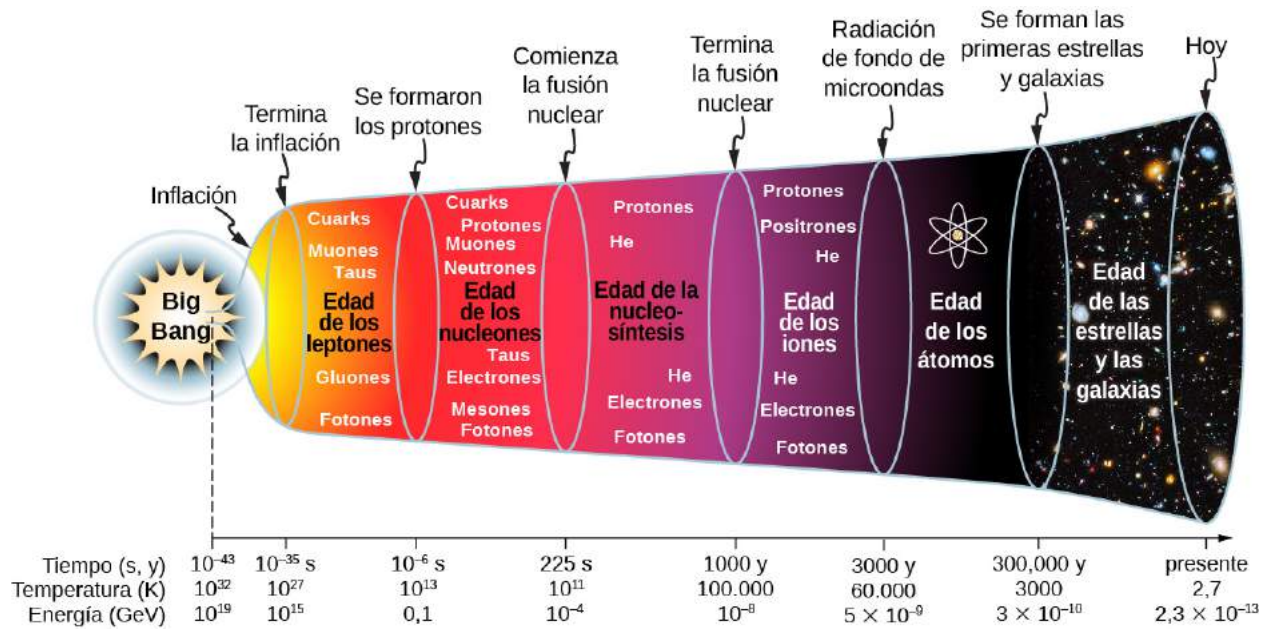 Inflación
Termina
la inflación
Se formaron
los protones
Comienza
la fusión
nuclear
Termina
la fusión
nuclear
Radiación
de fondo de
microondas
Se forman las
primeras estrellas
y galaxias
Hoy
Big
Bang
Cuarks
Muones
Taus
Edad
de los
leptones
Gluones
Fotones
Cuarks
Protones
Muones
Neutrones
Edad
de los
nucleones
Taus
Electrones
Mesones
Fotones
Protones
He
Edad de la
nucleo-
síntesis
He
Electrones
Fotones
Protones
Positrones
He
Edad
de los
iones
He
Electrones
Fotones
Edad
de los
átomos
Edad
de las
estrellas
y las
galaxias
Tiempo (s, y) 10⁻⁴³ 10⁻³⁵ s 10⁻⁶ s 225 s 1000 y 3000 y 300,000 y presente
Temperatura (K) 10³² 10²⁷ 10¹³ 10¹¹ 100.000 60.000 3000 2,7
Energía (GeV) 10¹⁹ 10¹⁵ 0,1 10⁻⁴ 10⁻⁸ 5 × 10⁻⁹ 3 × 10⁻¹⁰ 2,3 × 10⁻¹³